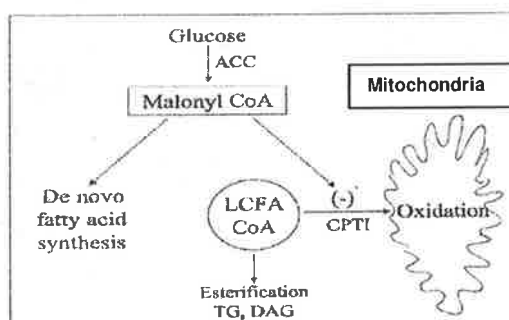 Glucose
ACC
Malonyl CoA
Mitochondria
De novo
fatty acid
synthesis
LCFA
CoA
(-)
CPTI
Oxidation
Esterification
TG, DAG